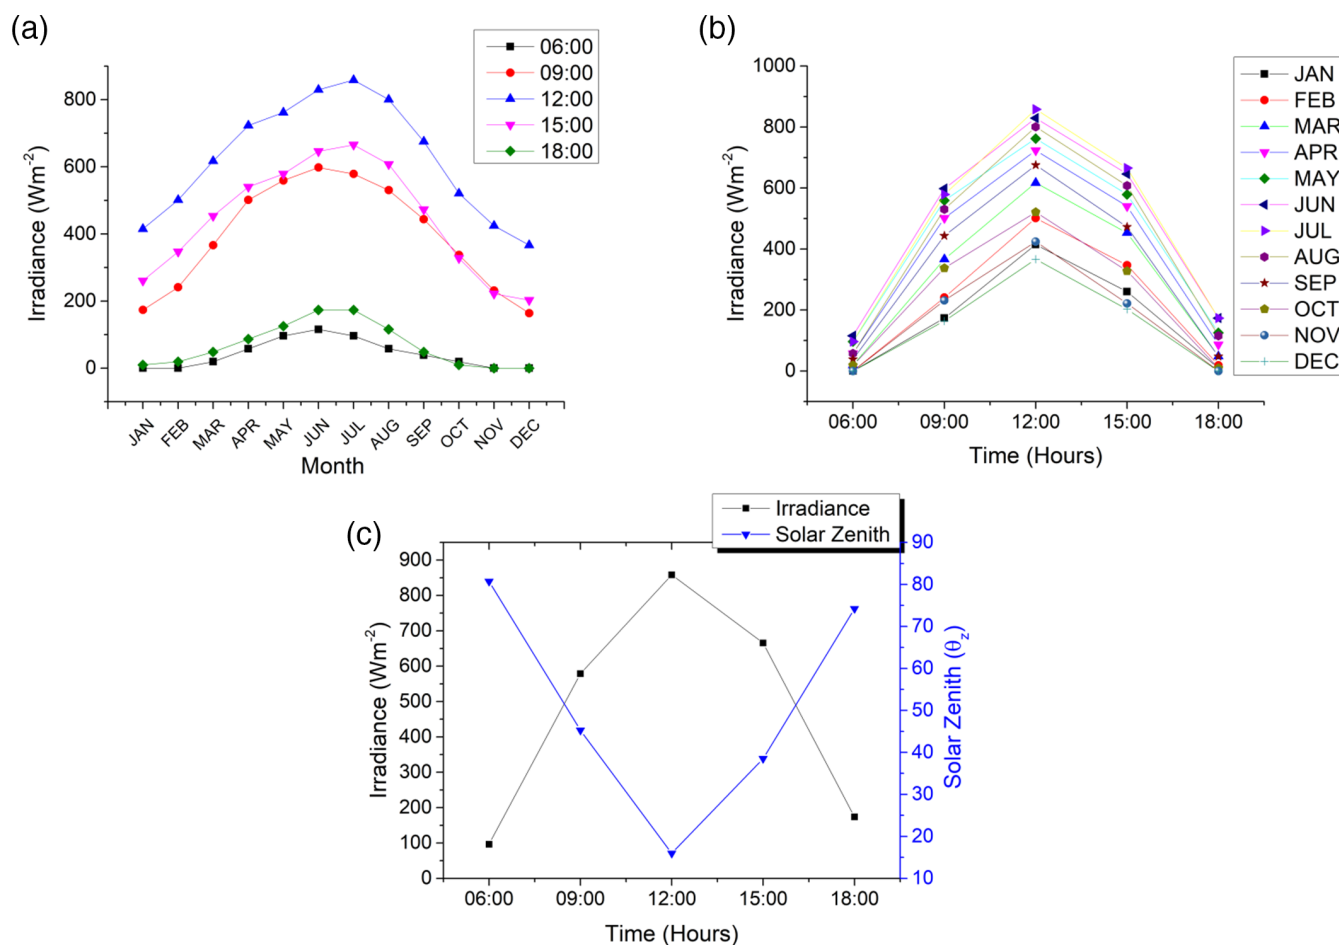 (a)
06:00
09:00
12:00
15:00
18:00
800
600
400
200
0
Irradiance (Wm-2)
JAN FEB MAR APR MAY JUN JUL AUG SEP OCT NOV DEC
Month
(b)
JAN
FEB
MAR
APR
MAY
JUN
JUL
AUG
SEP
OCT
NOV
DEC
1000
800
600
400
200
0
Irradiance (Wm-2)
06:00 09:00 12:00 15:00 18:00
Time (Hours)
(c)
Irradiance
Solar Zenith
900
800
700
600
500
400
300
200
100
0
Irradiance (Wm-2)
90
80
70
60
50
40
30
20
10
Solar Zenith (θz)
06:00 09:00 12:00 15:00 18:00
Time (Hours)